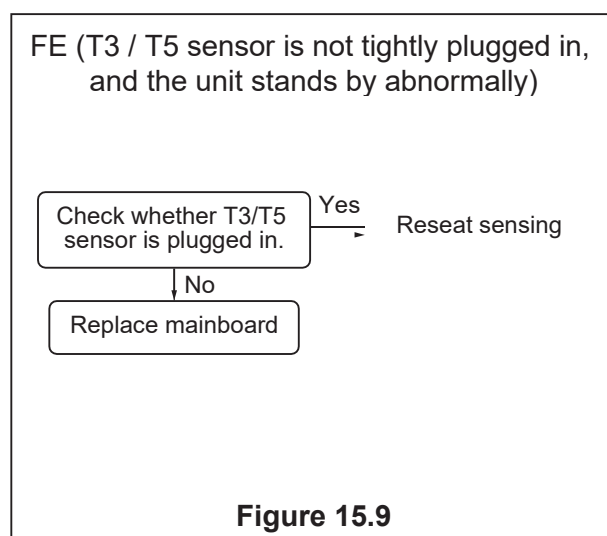 FE (T3 / T5 sensor is not tightly plugged in,
and the unit stands by abnormally)
Check whether T3/T5
sensor is plugged in.
Yes
Reseat sensing
No
Replace mainboard
Figure 15.9